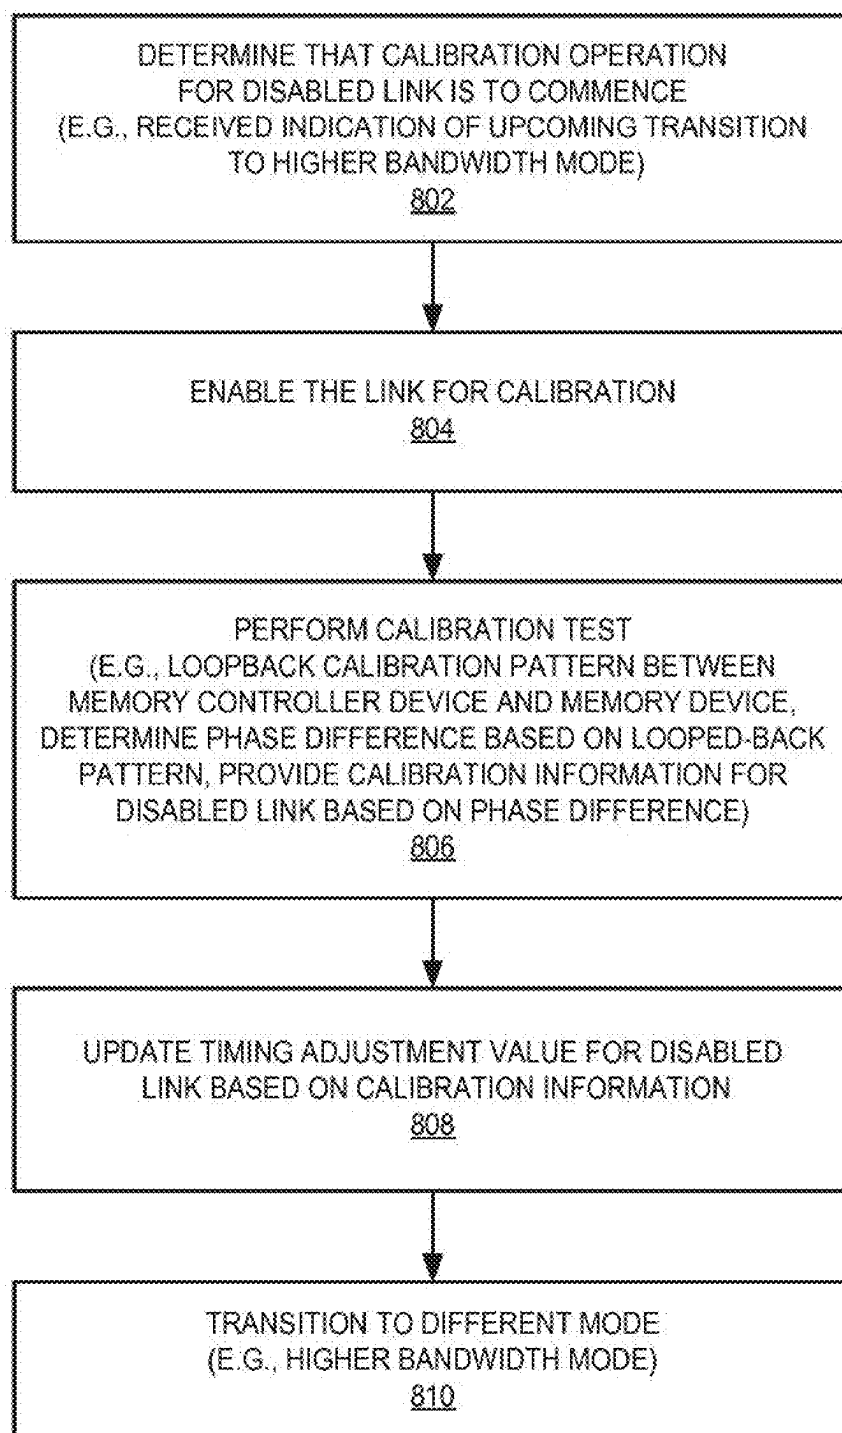 DETERMINE THAT CALIBRATION OPERATION
FOR DISABLED LINK IS TO COMMENCE
(E.G., RECEIVED INDICATION OF UPCOMING TRANSITION
TO HIGHER BANDWIDTH MODE)
802
ENABLE THE LINK FOR CALIBRATION
804
PERFORM CALIBRATION TEST
(E.G., LOOPBACK CALIBRATION PATTERN BETWEEN
MEMORY CONTROLLER DEVICE AND MEMORY DEVICE,
DETERMINE PHASE DIFFERENCE BASED ON LOOPED-BACK
PATTERN, PROVIDE CALIBRATION INFORMATION FOR
DISABLED LINK BASED ON PHASE DIFFERENCE)
806
UPDATE TIMING ADJUSTMENT VALUE FOR DISABLED
LINK BASED ON CALIBRATION INFORMATION
808
TRANSITION TO DIFFERENT MODE
(E.G., HIGHER BANDWIDTH MODE)
810